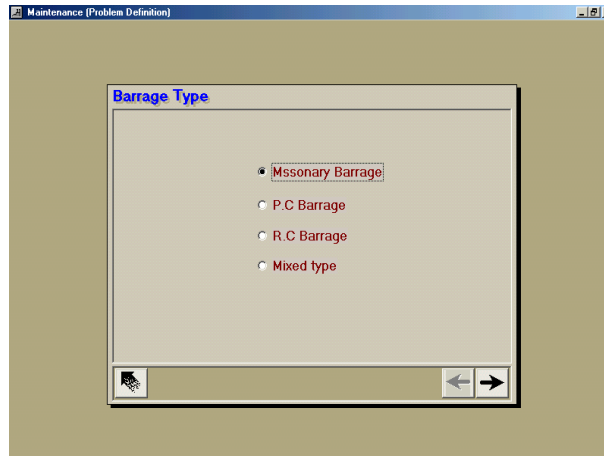 Maintenance (Problem Definition)
Barrage Type
Mssonary Barrage
P.C Barrage
R.C Barrage
Mixed type